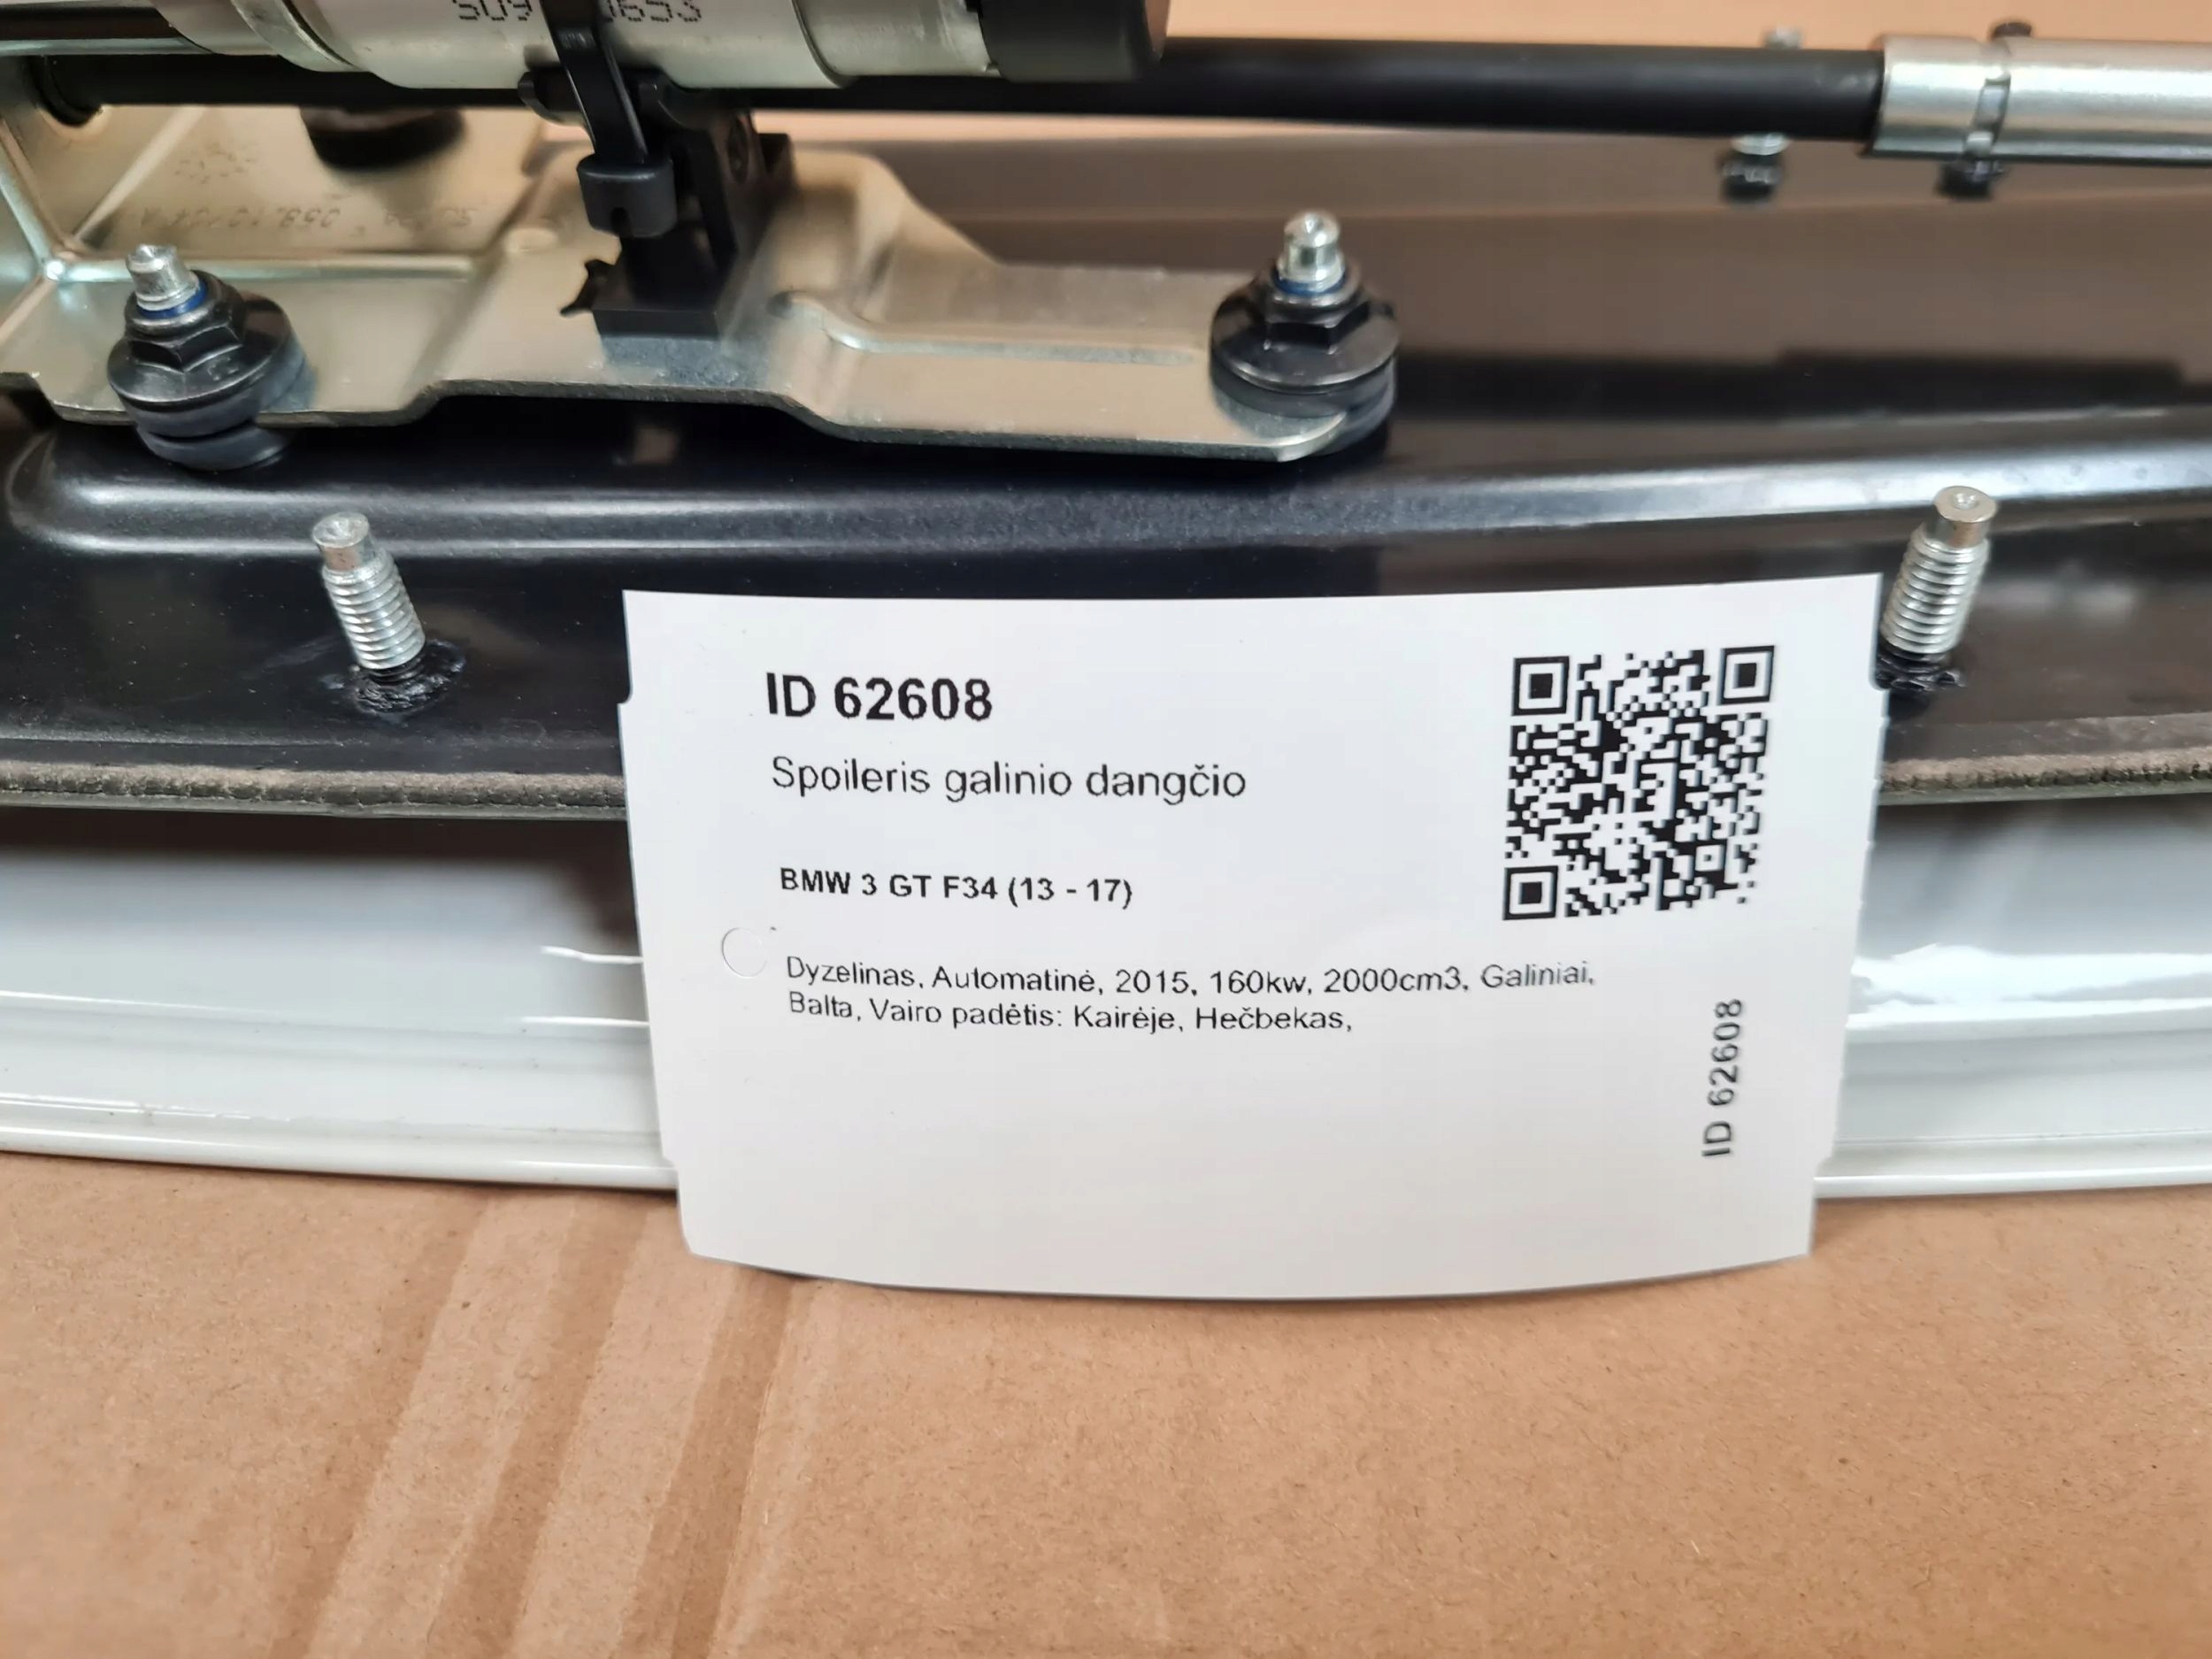 ID 62608
Spoileris galinio dangčio
BMW 3 GT F34 (13 - 17)
Dyzelinas, Automatinė, 2015, 160kw, 2000cm3, Galiniai,
Balta, Vairo padėtis: Kairėje, Hečbekas,
ID 62608